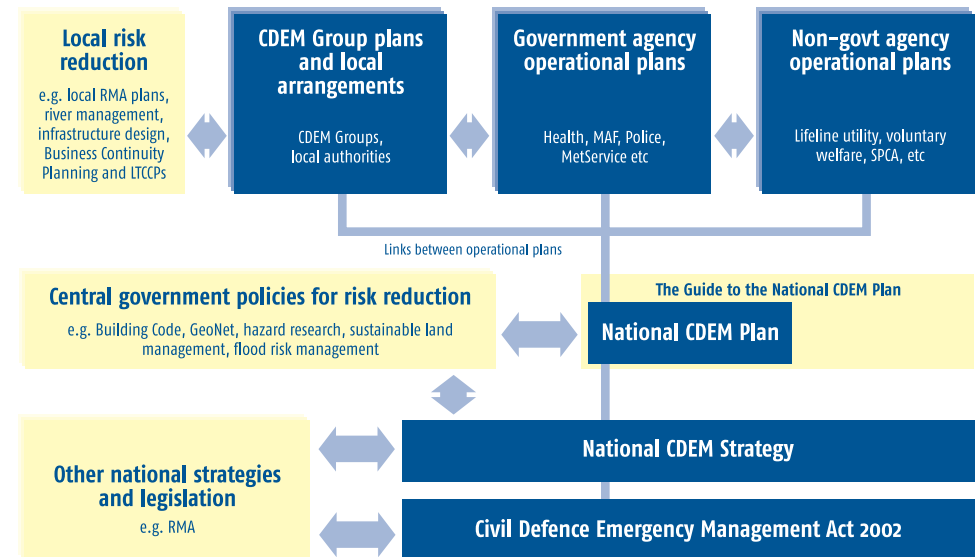 Local risk
reduction
e.g. local RMA plans,
river management,
infrastructure design,
Business Continuity
Planning and LTCCPs
CDEM Group plans
and local
arrangements
CDEM Groups,
local authorities
Government agency
operational plans
Health, MAF, Police,
MetService etc
Non-govt agency
operational plans
Lifeline utility, voluntary
welfare, SPCA, etc
Links between operational plans
Central government policies for risk reduction
e.g. Building Code, GeoNet, hazard research, sustainable land
management, flood risk management
The Guide to the National CDEM Plan
National CDEM Plan
Other national strategies
and legislation
e.g. RMA
National CDEM Strategy
Civil Defence Emergency Management Act 2002